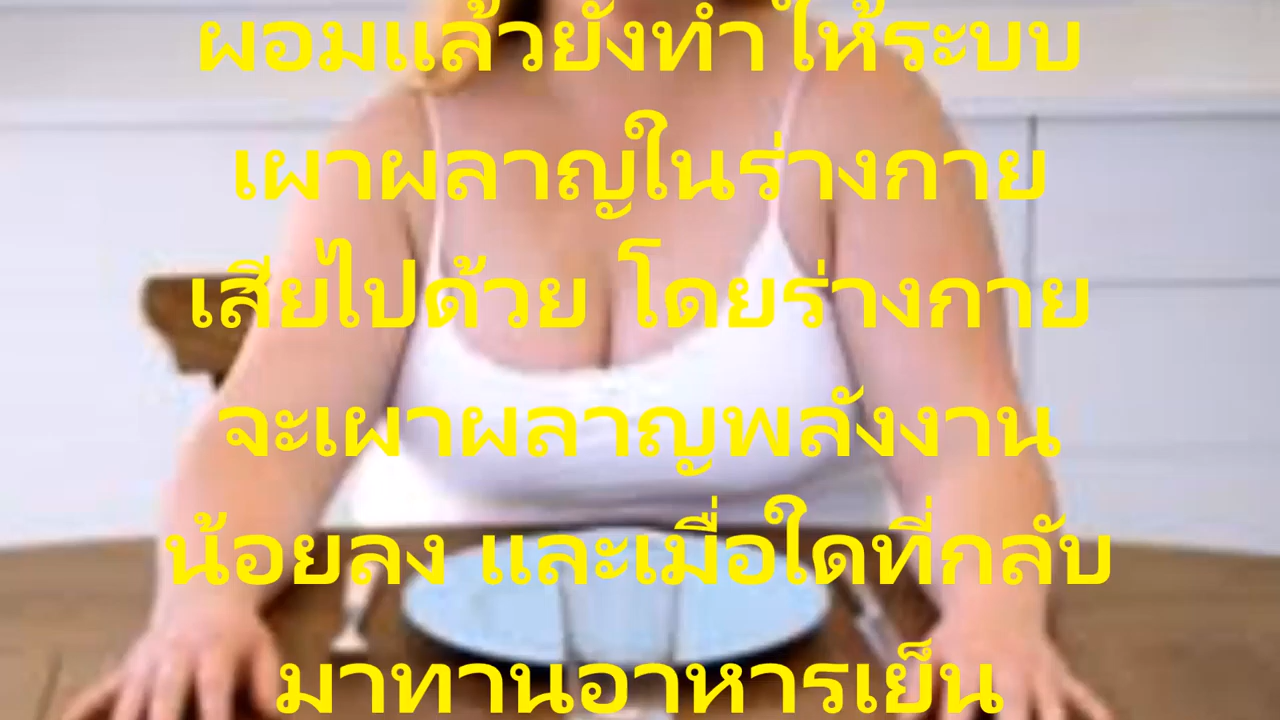 ผอมแล้วยังทำให้ระบบ
เผาผลาญในร่างกาย
เสียไปด้วย โดยร่างกาย
จะเผาผลาญพลังงาน
น้อยลง และเมื่อใดที่กลับ
มาทานอาหารเย็น